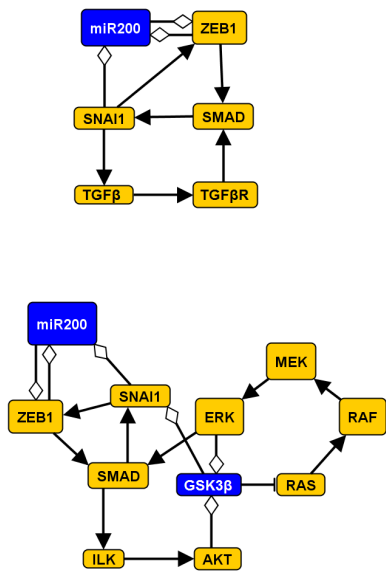 miR200
ZEB1
SNAI1
SMAD
TGFβ
TGFβR
miR200
MEK
SNAI1
ZEB1
ERK
RAF
SMAD
GSK3β
RAS
ILK
AKT